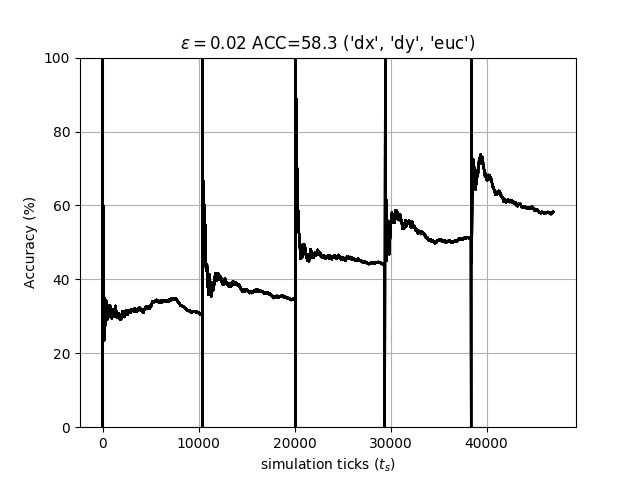 ε = 0.02 ACC=58.3 ('dx', 'dy', 'euc')
Accuracy (%)
100
80
60
40
20
0
0 10000 20000 30000 40000
simulation ticks (tₛ)